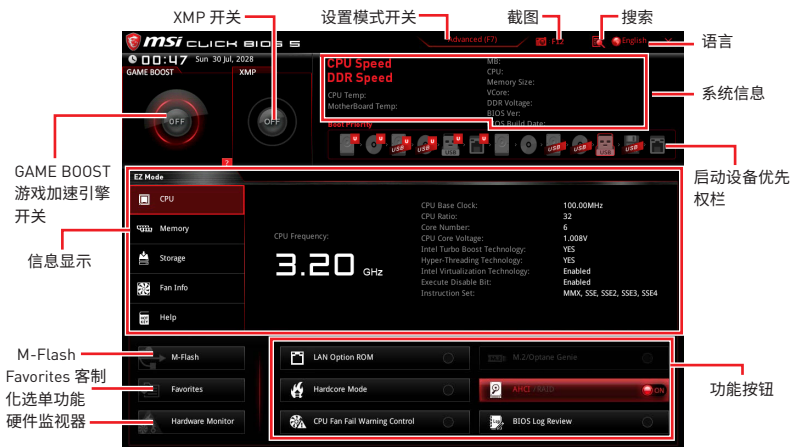 XMP 开关
设置模式开关
截图
搜索
msi CLICK BIOS 5
Advanced (F7)
F12
English
X
语言
00:47 Sun 30 Jul, 2028
GAME BOOST
XMP
OFF
OFF
CPU Speed
DDR Speed
CPU Temp:
MotherBoard Temp:
MB:
CPU:
Memory Size:
VCore:
DDR Voltage:
BIOS Ver:
BIOS Build Date:
系统信息
Boot Priority
U
U
U
USB U
USB U
U
USB
USB
USB
USB
?
GAME BOOST
游戏加速引擎
开关
启动设备优先
权栏
EZ Mode
CPU
Memory
Storage
Fan Info
Help
信息显示
CPU Frequency:
3.20 GHz
CPU Base Clock: 100.00MHz
CPU Ratio: 32
Core Number: 6
CPU Core Voltage: 1.008V
Intel Turbo Boost Technology: YES
Hyper-Threading Technology: YES
Intel Virtualization Technology: Enabled
Execute Disable Bit: Enabled
Instruction Set: MMX, SSE, SSE2, SSE3, SSE4
M-Flash
Favorites 客制
化选单功能
硬件监视器
M-Flash
Favorites
Hardware Monitor
LAN Option ROM
M.2/Optane Genie
Hardcore Mode
AHCI /RAID
ON
CPU Fan Fail Warning Control
BIOS Log Review
功能按钮